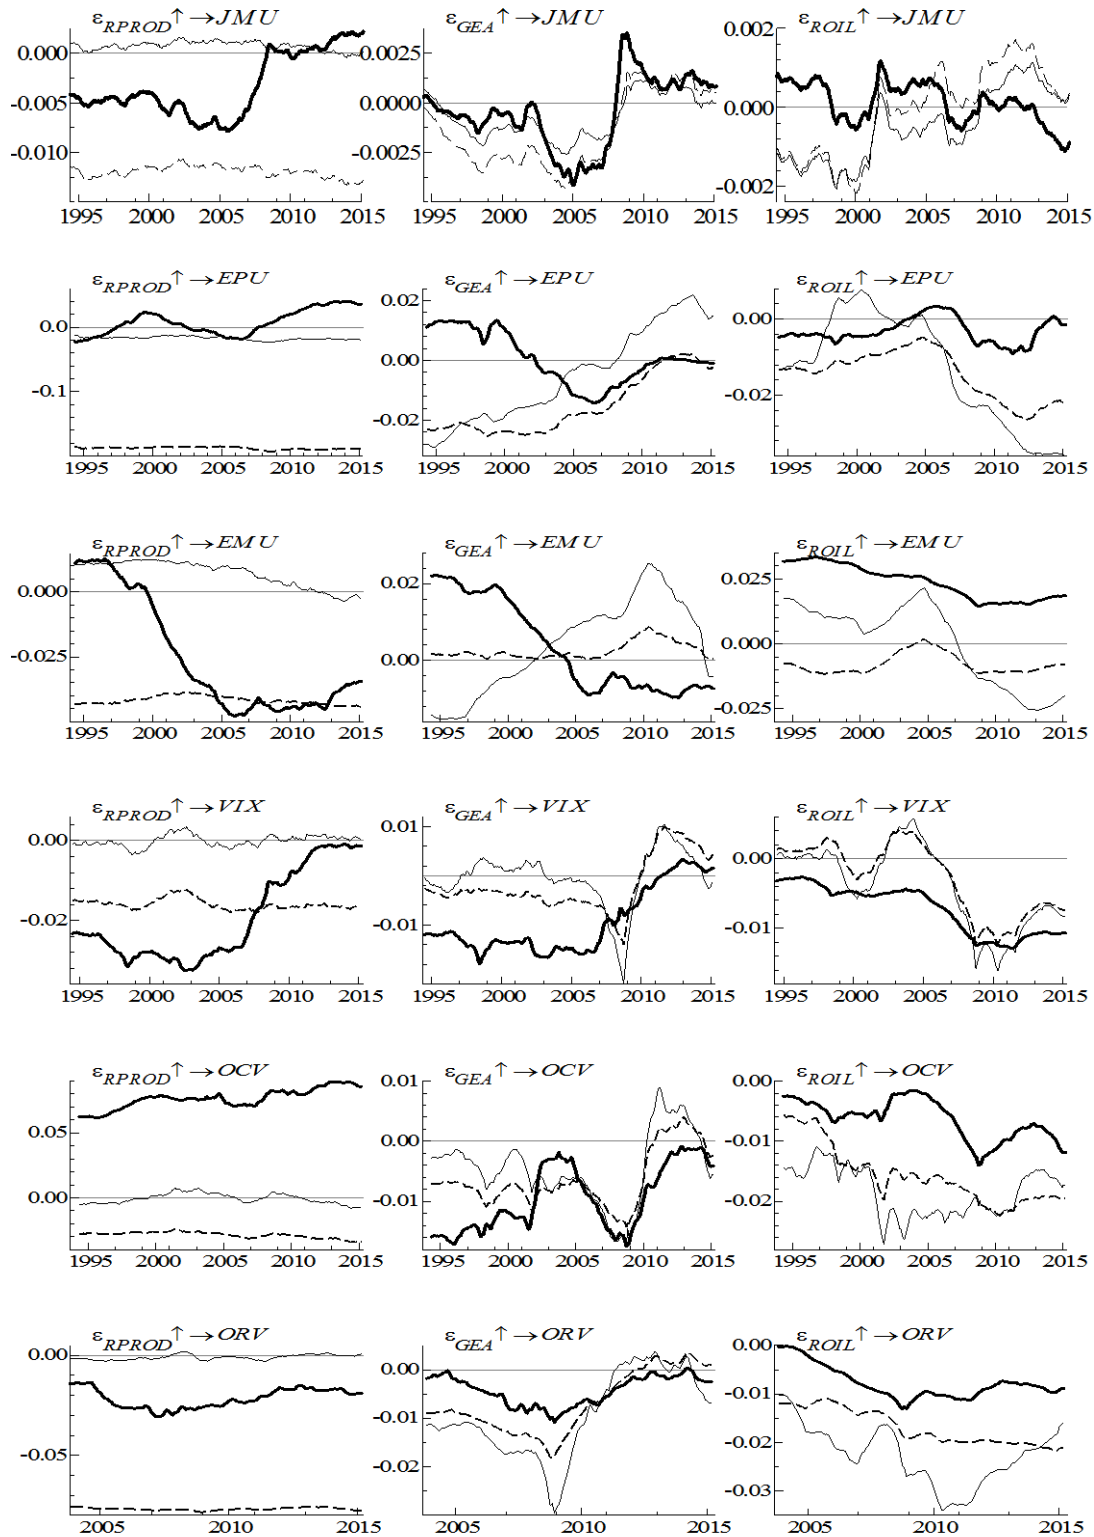 ε_RPROD ↑ → JMU ε_GEA ↑ → JMU ε_ROIL ↑ → JMU
0.000 0.0025 0.002
-0.005 0.0000 0.000
-0.010 -0.0025 -0.002
1995 2000 2005 2010 2015 1995 2000 2005 2010 2015 1995 2000 2005 2010 2015
ε_RPROD ↑ → EPU ε_GEA ↑ → EPU ε_ROIL ↑ → EPU
0.0 0.02 0.00
-0.1 0.00 -0.02
-0.02
1995 2000 2005 2010 2015 1995 2000 2005 2010 2015 1995 2000 2005 2010 2015
ε_RPROD ↑ → EMU ε_GEA ↑ → EMU ε_ROIL ↑ → EMU
0.000 0.02 0.025
-0.025 0.00 0.000
-0.025
1995 2000 2005 2010 2015 1995 2000 2005 2010 2015 1995 2000 2005 2010 2015
ε_RPROD ↑ → VIX ε_GEA ↑ → VIX ε_ROIL ↑ → VIX
0.00 0.01 0.00
-0.02 -0.01 -0.01
1995 2000 2005 2010 2015 1995 2000 2005 2010 2015 1995 2000 2005 2010 2015
ε_RPROD ↑ → OCV ε_GEA ↑ → OCV ε_ROIL ↑ → OCV
0.05 0.01 0.00
0.00 0.00 -0.01
-0.01 -0.02
1995 2000 2005 2010 2015 1995 2000 2005 2010 2015 1995 2000 2005 2010 2015
ε_RPROD ↑ → ORV ε_GEA ↑ → ORV ε_ROIL ↑ → ORV
0.00 0.00 0.00
-0.05 -0.01 -0.01
-0.02 -0.02
-0.03
2005 2010 2015 2005 2010 2015 2005 2010 2015